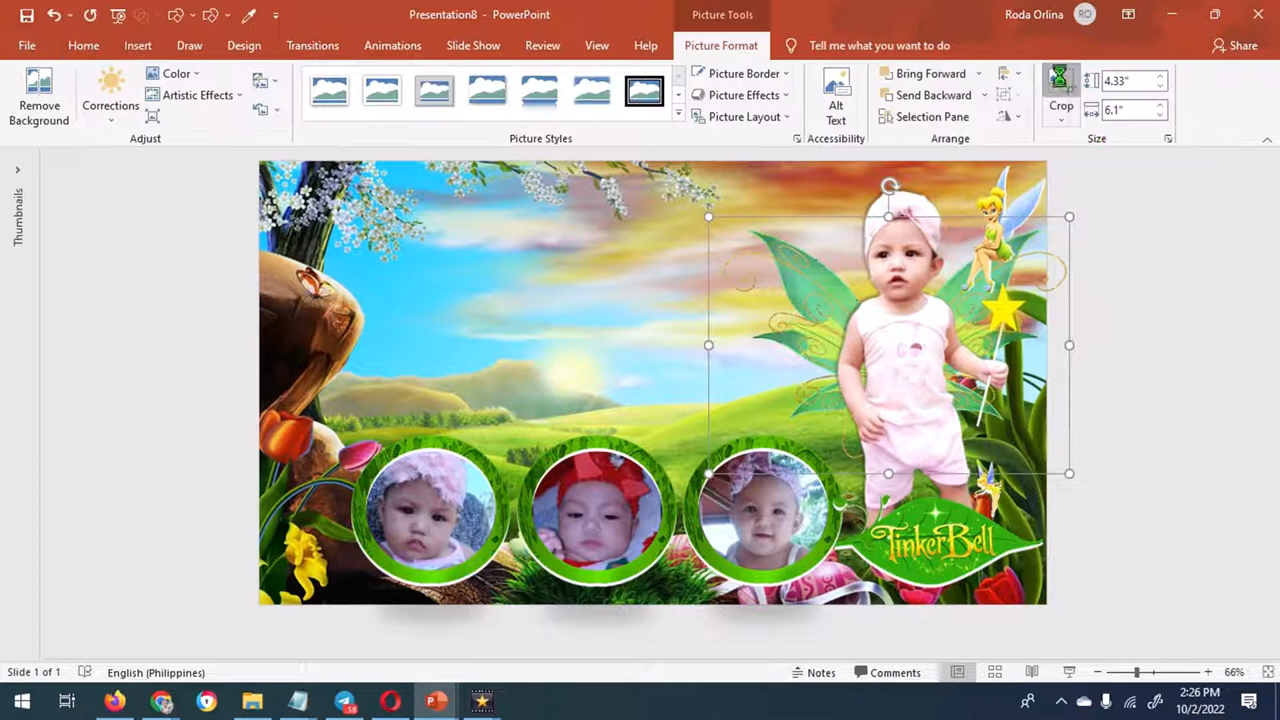 Presentation8 - PowerPoint
Picture Tools
Roda Orlina
RO
File
Home
Insert
Draw
Design
Transitions
Animations
Slide Show
Review
View
Help
Picture Format
Tell me what you want to do
Share
Remove Background
Corrections
Color
Artistic Effects
Adjust
Picture Styles
Picture Border
Picture Effects
Picture Layout
Alt Text
Accessibility
Bring Forward
Send Backward
Selection Pane
Arrange
Crop
4.33"
6.1"
Size
Thumbnails
TinkerBell
Slide 1 of 1
English (Philippines)
Notes
Comments
66%
58
2:26 PM
10/2/2022